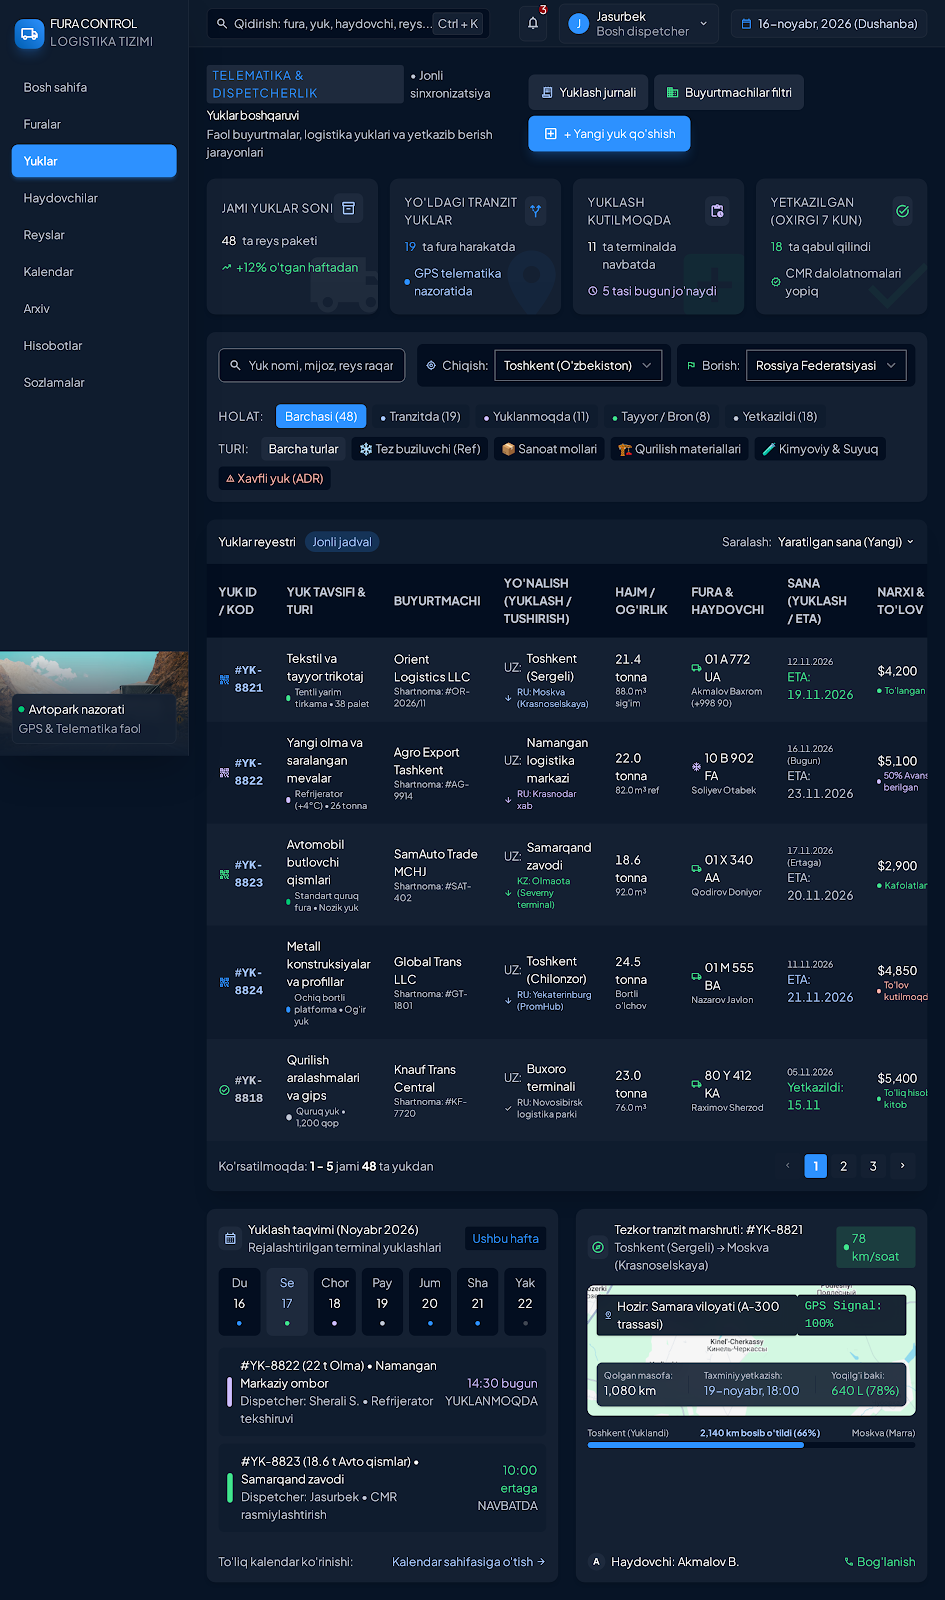 FURA CONTROL
LOGISTIKA TIZIMI
Bosh sahifa
Furalar
Yuklar
Haydovchilar
Reyslar
Kalendar
Arxiv
Hisobotlar
Sozlamalar
Avtopark nazorati
GPS & Telematika faol
Qidirish: fura, yuk, haydovchi, reys...
Ctrl + K
3
J
Jasurbek
Bosh dispetcher
16-noyabr, 2026 (Dushanba)
TELEMATIKA &
DISPETCHERLIK
• Jonli
sinxronizatsiya
Yuklar boshqaruvi
Faol buyurtmalar, logistika yuklari va yetkazib berish
jarayonlari
Yuklash jurnali
Buyurtmachilar filtri
+ Yangi yuk qo'shish
JAMI YUKLAR SONI
48 ta reys paketi
+12% o'tgan haftadan
YO'LDAGI TRANZIT
YUKLAR
19 ta fura harakatda
GPS telematika
nazoratida
YUKLASH
KUTILMOQDA
11 ta terminalda
navbatda
5 tasi bugun jo'naydi
YETKAZILGAN
(OXIRGI 7 KUN)
18 ta qabul qilindi
CMR dalolatnomalari
yopiq
Yuk nomi, mijoz, reys raqar
Chiqish:
Toshkent (O'zbekiston)
Borish:
Rossiya Federatsiyasi
HOLAT:
Barchasi (48)
Tranzitda (19)
Yuklanmoqda (11)
Tayyor / Bron (8)
Yetkazildi (18)
TURI:
Barcha turlar
❄️ Tez buziluvchi (Ref)
📦 Sanoat mollari
🏗️ Qurilish materiallari
🧪 Kimyoviy & Suyuq
⚠ Xavfli yuk (ADR)
Yuklar reyestri
Jonli jadval
Saralash: Yaratilgan sana (Yangi)
YUK ID
/ KOD
YUK TAVSIFI &
TURI
BUYURTMACHI
YO'NALISH
(YUKLASH /
TUSHIRISH)
HAJM /
OG'IRLIK
FURA &
HAYDOVCHI
SANA
(YUKLASH
/ ETA)
NARXI &
TO'LOV
#YK-
8821
Tekstil va
tayyor trikotaj
Tentli yarim
tirkama • 38 palet
Orient
Logistics LLC
Shartnoma: #OR-
2026/11
UZ: Toshkent
(Sergeli)
↓ RU: Moskva
(Krasnoselskaya)
21.4
tonna
88.0 m³
sig'im
01 A 772
UA
Akmalov Baxrom
(+998 90)
12.11.2026
ETA:
19.11.2026
$4,200
To'langan
#YK-
8822
Yangi olma va
saralangan
mevalar
Refrijerator
(+4°C) • 26 tonna
Agro Export
Tashkent
Shartnoma: #AG-
9914
UZ: Namangan
logistika
markazi
↓ RU: Krasnodar
xab
22.0
tonna
82.0 m³ ref
10 B 902
FA
Soliyev Otabek
16.11.2026
(Bugun)
ETA:
23.11.2026
$5,100
50% Avans
berilgan
#YK-
8823
Avtomobil
butlovchi
qismlari
Standart quruq
fura • Nozik yuk
SamAuto Trade
MCHJ
Shartnoma: #SAT-
402
UZ: Samarqand
zavodi
↓ KZ: Olmaota
(Severny
terminal)
18.6
tonna
92.0 m³
01 X 340
AA
Qodirov Doniyor
17.11.2026
(Ertaga)
ETA:
20.11.2026
$2,900
Kafolatlan
#YK-
8824
Metall
konstruksiyalar
va profillar
Ochiq bortli
platforma • Og'ir
yuk
Global Trans
LLC
Shartnoma: #GT-
1801
UZ: Toshkent
(Chilonzor)
↓ RU: Yekaterinburg
(PromHub)
24.5
tonna
Bortli
o'lchov
01 M 555
BA
Nazarov Javlon
11.11.2026
ETA:
21.11.2026
$4,850
To'lov
kutilmoqd
#YK-
8818
Qurilish
aralashmalari
va gips
Quruq yuk •
1,200 qop
Knauf Trans
Central
Shartnoma: #KF-
7720
UZ: Buxoro
terminali
✓ RU: Novosibirsk
logistika parki
23.0
tonna
76.0 m³
80 Y 412
KA
Raximov Sherzod
05.11.2026
Yetkazildi:
15.11
$5,400
To'liq hisob
kitob
Ko'rsatilmoqda: 1 - 5 jami 48 ta yukdan
‹ 1 2 3 ›
Yuklash taqvimi (Noyabr 2026)
Rejalashtirilgan terminal yuklashlari
Ushbu hafta
Du
16
Se
17
Chor
18
Pay
19
Jum
20
Sha
21
Yak
22
#YK-8822 (22 t Olma) • Namangan
Markaziy ombor
Dispetcher: Sherali S. • Refrijerator
tekshiruvi
14:30 bugun
YUKLANMOQDA
#YK-8823 (18.6 t Avto qismlar) •
Samarqand zavodi
Dispetcher: Jasurbek • CMR
rasmiylashtirish
10:00
ertaga
NAVBATDA
To'liq kalendar ko'rinishi:
Kalendar sahifasiga o'tish →
Tezkor tranzit marshruti: #YK-8821
Toshkent (Sergeli) → Moskva
(Krasnoselskaya)
78
km/soat
Hozir: Samara viloyati (A-300
trassasi)
GPS Signal:
100%
Kinel'-Cherkassy
Кинель-Черкассы
Qolgan masofa:
1,080 km
Taxminiy yetkazish:
19-noyabr, 18:00
Yoqilg'i baki:
640 L (78%)
Toshkent (Yuklandi)
2,140 km bosib o'tildi (66%)
Moskva (Marra)
A
Haydovchi: Akmalov B.
Bog'lanish